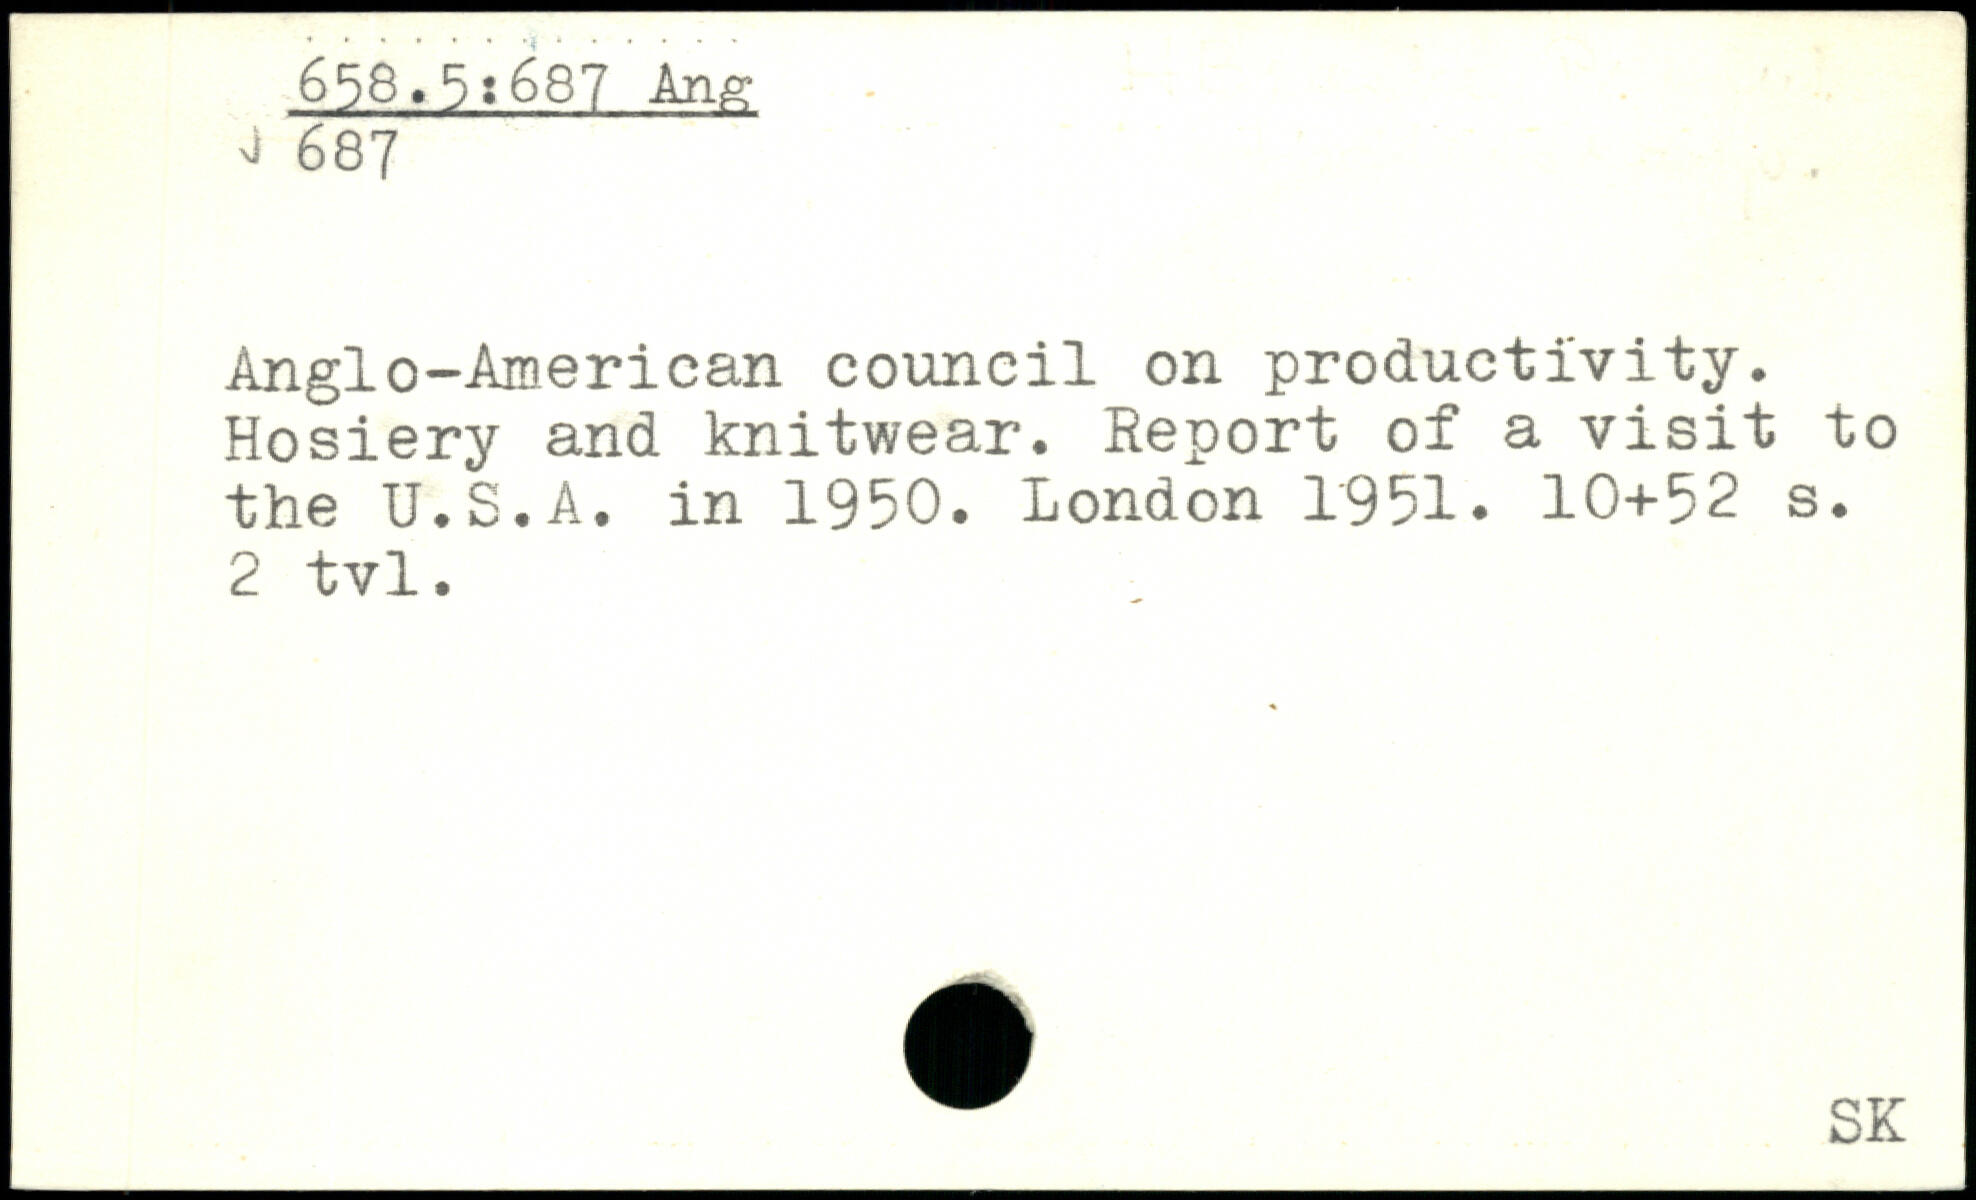 658.5:687 Ang
687
Anglo-American council on productivity.
Hosiery and knitwear. Report of a visit to
the U.S.A. in 1950. London 1951. 10+52 s.
2 tvl.
SK